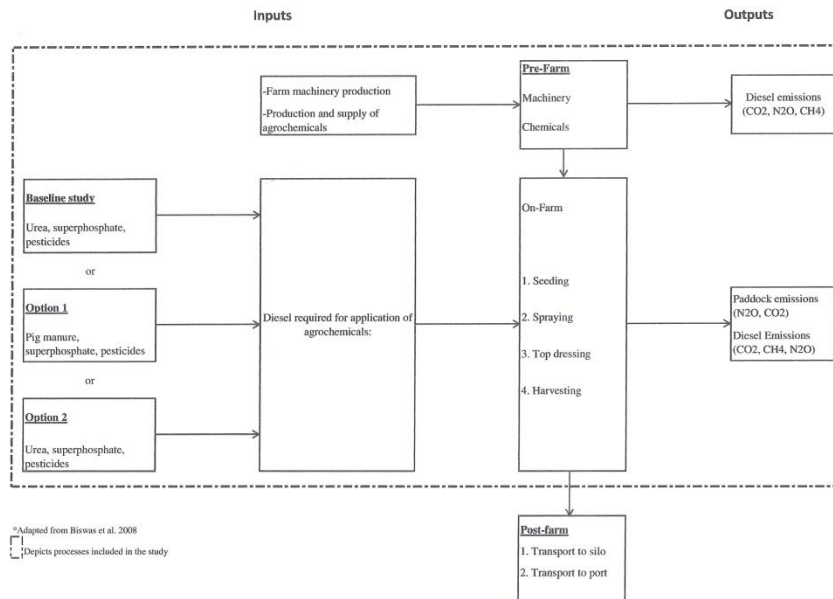 Inputs
Outputs
-Farm machinery production
-Production and supply of
agrochemicals
Pre-Farm
Machinery
Chemicals
Diesel emissions
(CO2, N2O, CH4)
Baseline study
Urea, superphosphate,
pesticides
or
Option 1
Pig manure,
superphosphate, pesticides
or
Option 2
Urea, superphosphate,
pesticides
Diesel required for application of
agrochemicals:
On-Farm
1. Seeding
2. Spraying
3. Top dressing
4. Harvesting
Paddock emissions
(N2O, CO2)
Diesel Emissions
(CO2, CH4, N2O)
Post-farm
1. Transport to silo
2. Transport to port
*Adapted from Biswas et al. 2008
Depicts processes included in the study